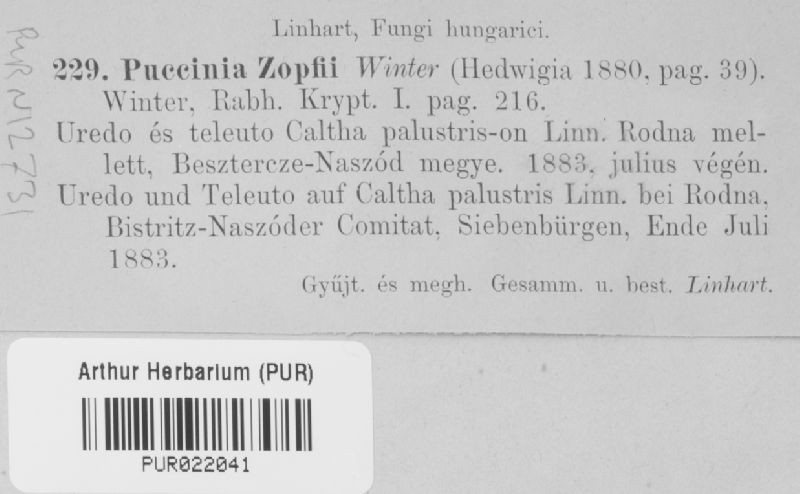 Linhart, Fungi hungarici.
229. Puccinia Zopfii Winter (Hedwigia 1880, pag. 39).
Winter, Rabh. Krypt. I. pag. 216.
Uredo és teleuto Caltha palustris-on Linn. Rodna mel-
lett, Besztercze-Naszód megye. 1883. julius végén.
Uredo und Teleuto auf Caltha palustris Linn. bei Rodna,
Bistritz-Naszóder Comitat, Siebenbürgen, Ende Juli
1883.
Gyűjt. és megh. Gesamm. u. best. Linhart.
PUR N12731
Arthur Herbarium (PUR)
PUR022041